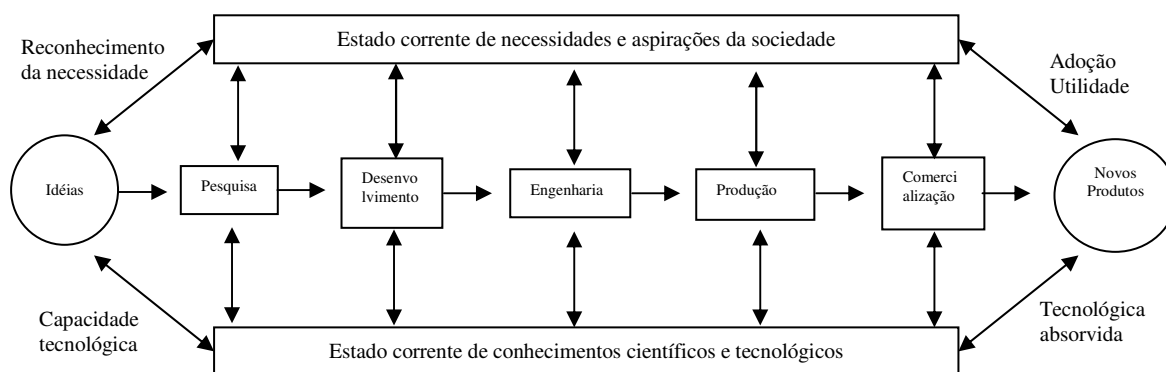 Estado corrente de necessidades e aspirações da sociedade
Reconhecimento
da necessidade
Adoção
Utilidade
Idéias
Pesquisa
Desenvo
lvimento
Engenharia
Produção
Comerci
alização
Novos
Produtos
Capacidade
tecnológica
Tecnológica
absorvida
Estado corrente de conhecimentos científicos e tecnológicos